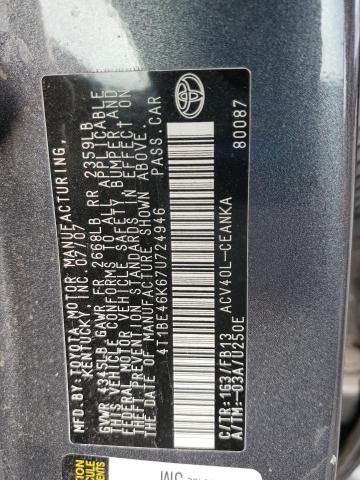 MFD. BY: TOYOTA MOTOR MANUFACTURING,
KENTUCKY, INC. 07/07
GVWR 4345LB GAWR FR 2668LB RR 2359LB
THIS VEHICLE CONFORMS TO ALL APPLICABLE
FEDERAL MOTOR VEHICLE SAFETY, BUMPER AND
THEFT PREVENTION STANDARDS IN EFFECT ON
THE DATE OF MANUFACTURE SHOWN ABOVE.
4T1BE46K67U724946 PASS. CAR
C/TR:1G3/FB13 ACV40L-CEANKA
A/TM:-03A/U250E 80087